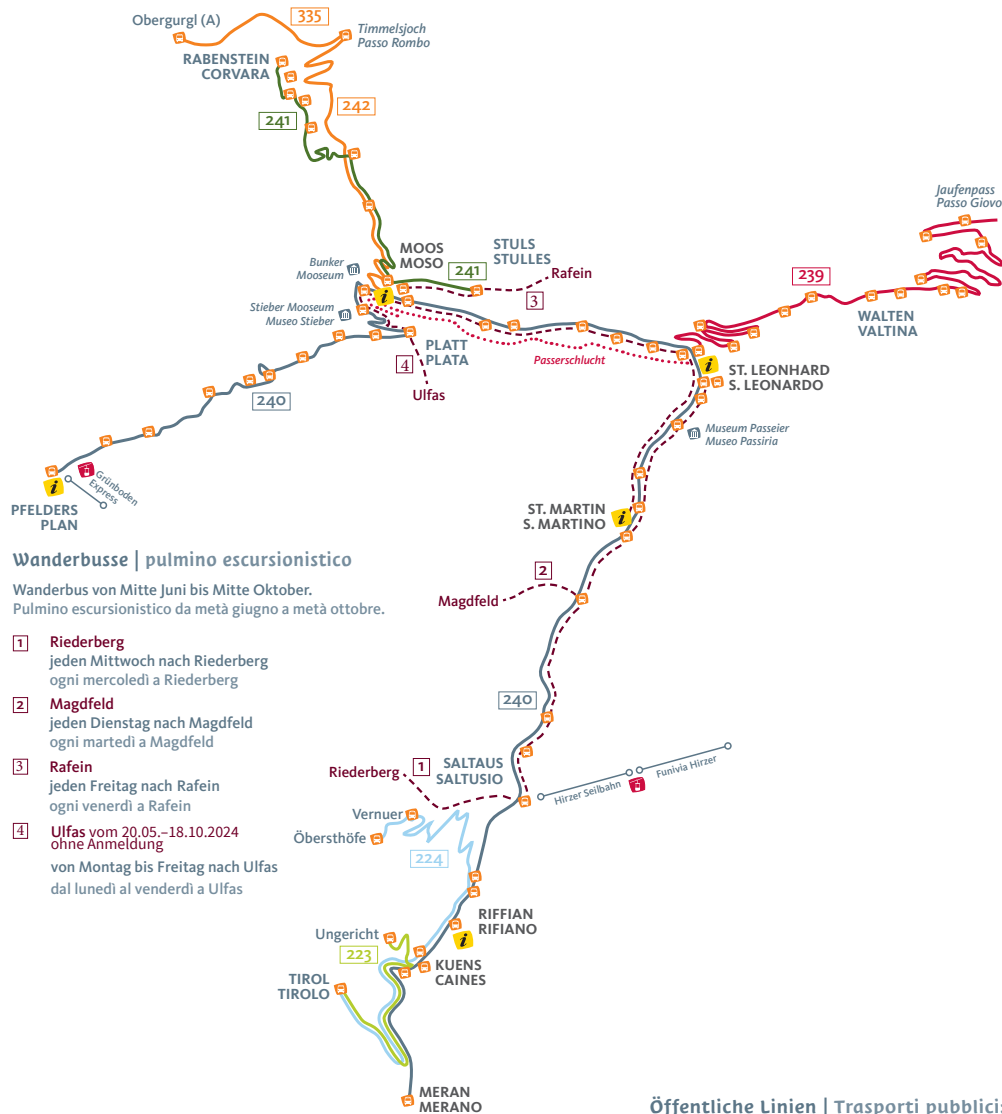 335
Obergurgl (A)
Timmelsjoch
Passo Rombo
RABENSTEIN
CORVARA
242
241
Jaufenpass
Passo Giovo
MOOS
MOSO
STULS
STULLES
Bunker
Mooseum
241
Rafein
239
3
Stieber Mooseum
Museo Stieber
WALTEN
VALTINA
PLATT
PLATA
Passerschlucht
4
ST. LEONHARD
S. LEONARDO
Ulfas
240
Museum Passeier
Museo Passiria
Grünboden
Express
PFELDERS
PLAN
ST. MARTIN
S. MARTINO
Wanderbusse | pulmino escursionistico
Wanderbus von Mitte Juni bis Mitte Oktober.
Pulmino escursionistico da metà giugno a metà ottobre.
2
Magdfeld
1 Riederberg
jeden Mittwoch nach Riederberg
ogni mercoledì a Riederberg
2 Magdfeld
jeden Dienstag nach Magdfeld
ogni martedì a Magdfeld
3 Rafein
jeden Freitag nach Rafein
ogni venerdì a Rafein
4 Ulfas vom 20.05.–18.10.2024
ohne Anmeldung
von Montag bis Freitag nach Ulfas
dal lunedì al venderdì a Ulfas
240
SALTAUS
SALTUSIO
1
Riederberg
Hirzer Seilbahn
Funivia Hirzer
Vernuer
Öbersthöfe
224
RIFFIAN
RIFIANO
Ungericht
223
KUENS
CAINES
TIROL
TIROLO
MERAN
MERANO
Öffentliche Linien | Trasporti pubblici: